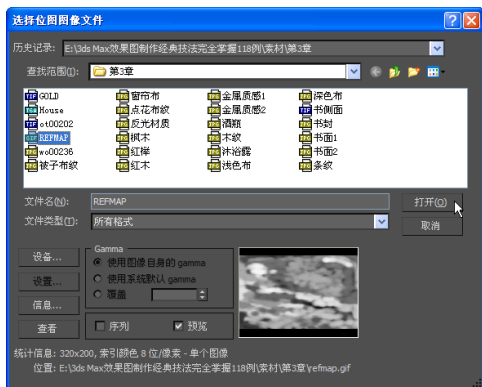 选择位图图像文件
历史记录: E:\3ds Max效果图制作经典技法完全掌握118例\素材\第3章
查找范围(I): 第3章
GOLD 窗帘布 金属质感1 深色布
House 点花布纹 金属质感2 书侧面
ot00202 反光材质 酒瓶 书封
REFMAP 枫木 木纹 书面1
wo00236 红榉 沐浴露 书面2
被子布纹 红木 浅色布 条纹
文件名(N): REFMAP 打开(O)
文件类型(T): 所有格式 取消
设备... Gamma
使用图像自身的 gamma
设置... 使用系统默认 gamma
信息... 覆盖
查看 序列 预览
统计信息: 320x200, 索引颜色 8 位/像素 - 单个图像
位置: E:\3ds Max效果图制作经典技法完全掌握118例\素材\第3章\refmap.gif